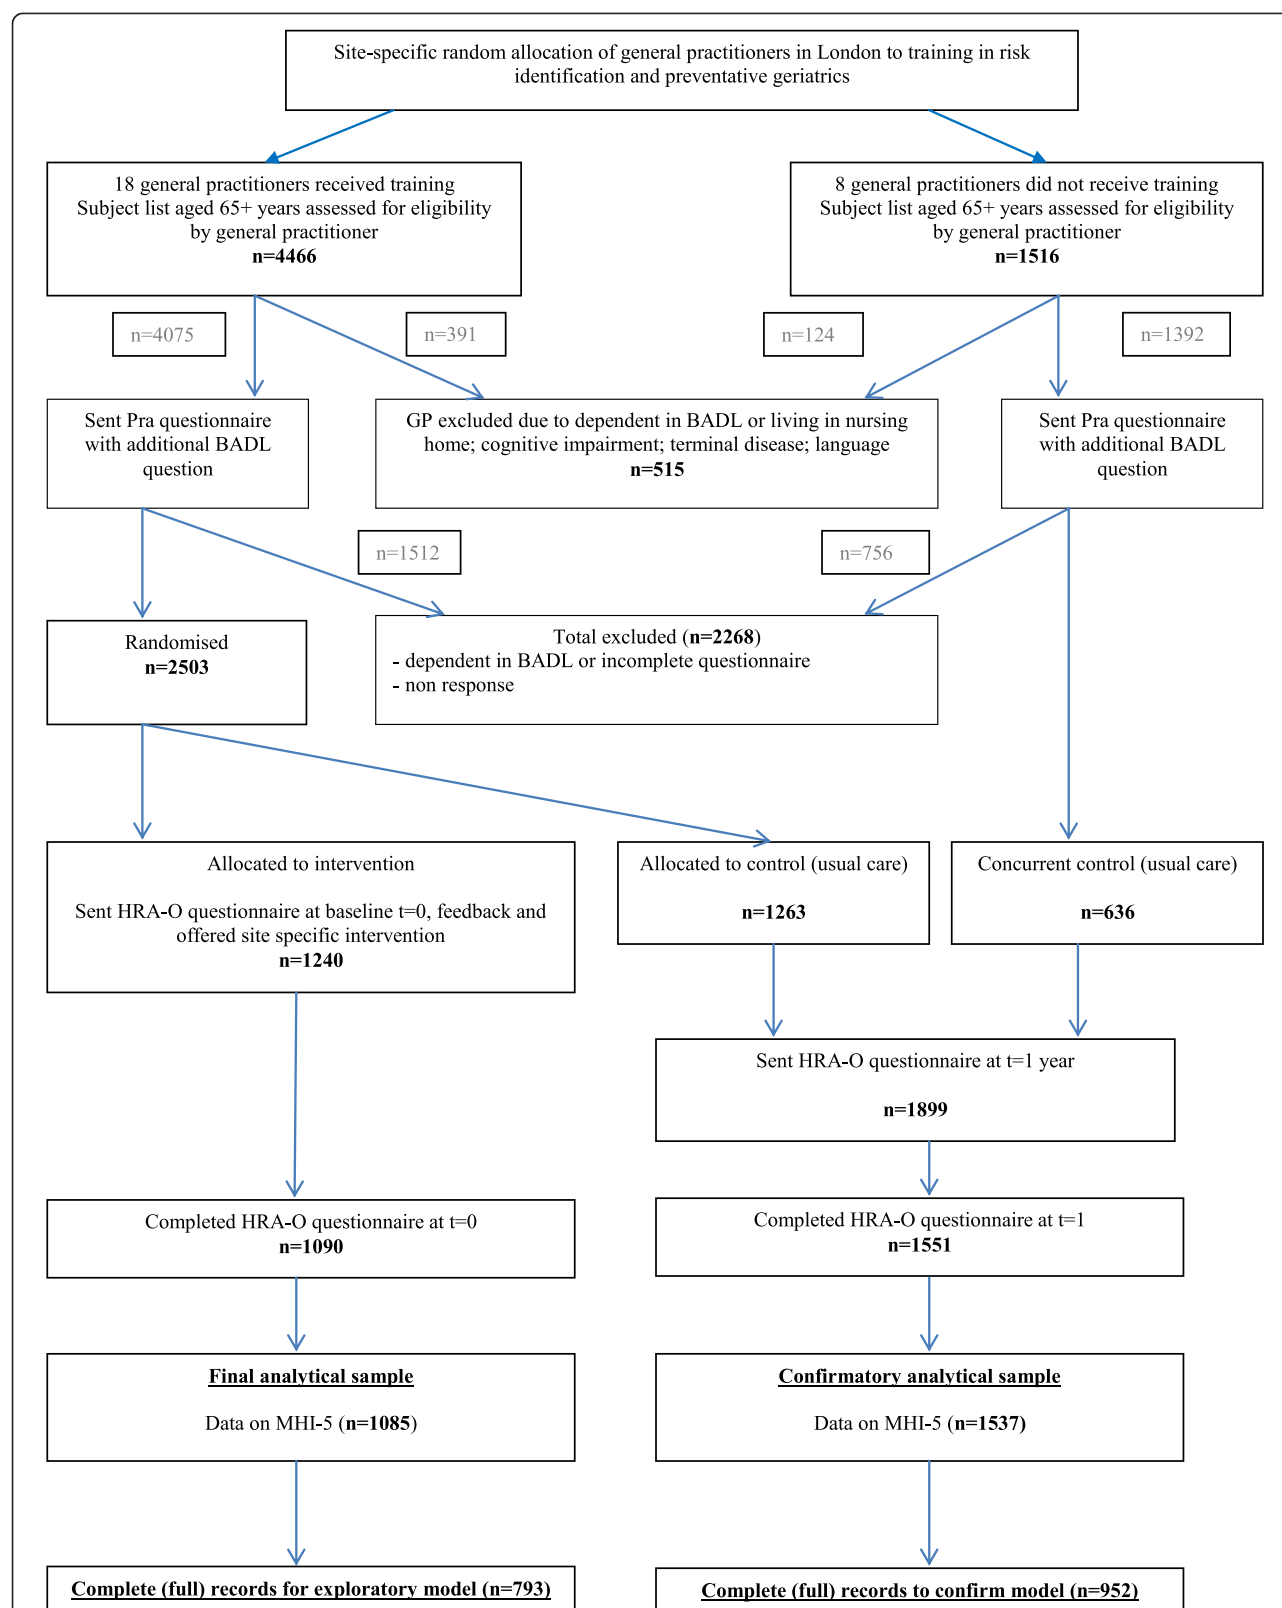 Site-specific random allocation of general practitioners in London to training in risk
identification and preventative geriatrics
18 general practitioners received training
Subject list aged 65+ years assessed for eligibility
by general practitioner
n=4466
8 general practitioners did not receive training
Subject list aged 65+ years assessed for eligibility
by general practitioner
n=1516
n=4075
n=391
n=124
n=1392
Sent Pra questionnaire
with additional BADL
question
GP excluded due to dependent in BADL or living in nursing
home; cognitive impairment; terminal disease; language
n=515
Sent Pra questionnaire
with additional BADL
question
n=1512
n=756
Randomised
n=2503
Total excluded (n=2268)
- dependent in BADL or incomplete questionnaire
- non response
Allocated to intervention
Sent HRA-O questionnaire at baseline t=0, feedback and
offered site specific intervention
n=1240
Allocated to control (usual care)
n=1263
Concurrent control (usual care)
n=636
Sent HRA-O questionnaire at t=1 year
n=1899
Completed HRA-O questionnaire at t=0
n=1090
Completed HRA-O questionnaire at t=1
n=1551
Final analytical sample
Data on MHI-5 (n=1085)
Confirmatory analytical sample
Data on MHI-5 (n=1537)
Complete (full) records for exploratory model (n=793)
Complete (full) records to confirm model (n=952)